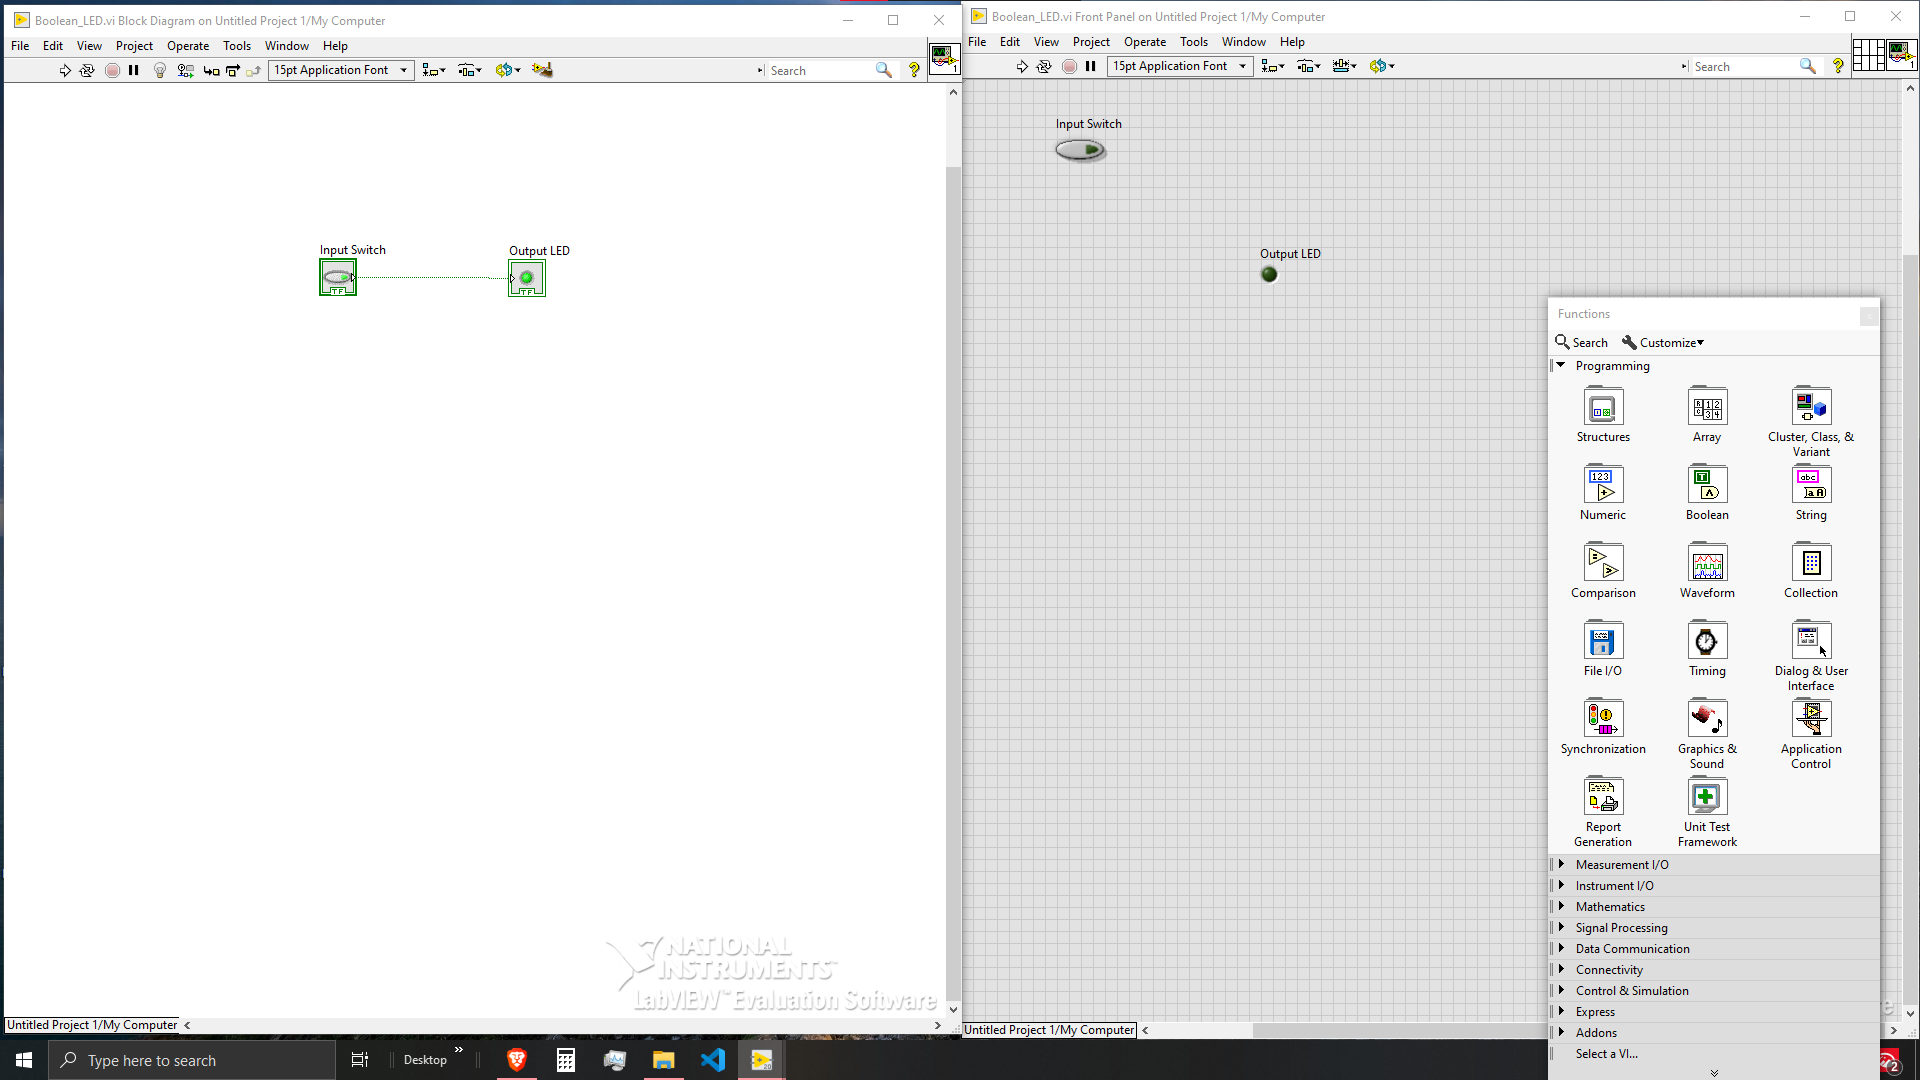 Boolean_LED.vi Block Diagram on Untitled Project 1/My Computer
File Edit View Project Operate Tools Window Help
15pt Application Font
Search
1
Input Switch
Output LED
TF
TF
NATIONAL
INSTRUMENTS™
LabVIEW™ Evaluation Software
Untitled Project 1/My Computer
Boolean_LED.vi Front Panel on Untitled Project 1/My Computer
File Edit View Project Operate Tools Window Help
15pt Application Font
Search
1
Input Switch
Output LED
Untitled Project 1/My Computer
Functions
Search Customize
Programming
Structures
Array
Cluster, Class, &
Variant
Numeric
Boolean
String
Comparison
Waveform
Collection
File I/O
Timing
Dialog & User
Interface
Synchronization
Graphics &
Sound
Application
Control
Report
Generation
Unit Test
Framework
Measurement I/O
Instrument I/O
Mathematics
Signal Processing
Data Communication
Connectivity
Control & Simulation
Express
Addons
Select a VI...
Type here to search
Desktop
2